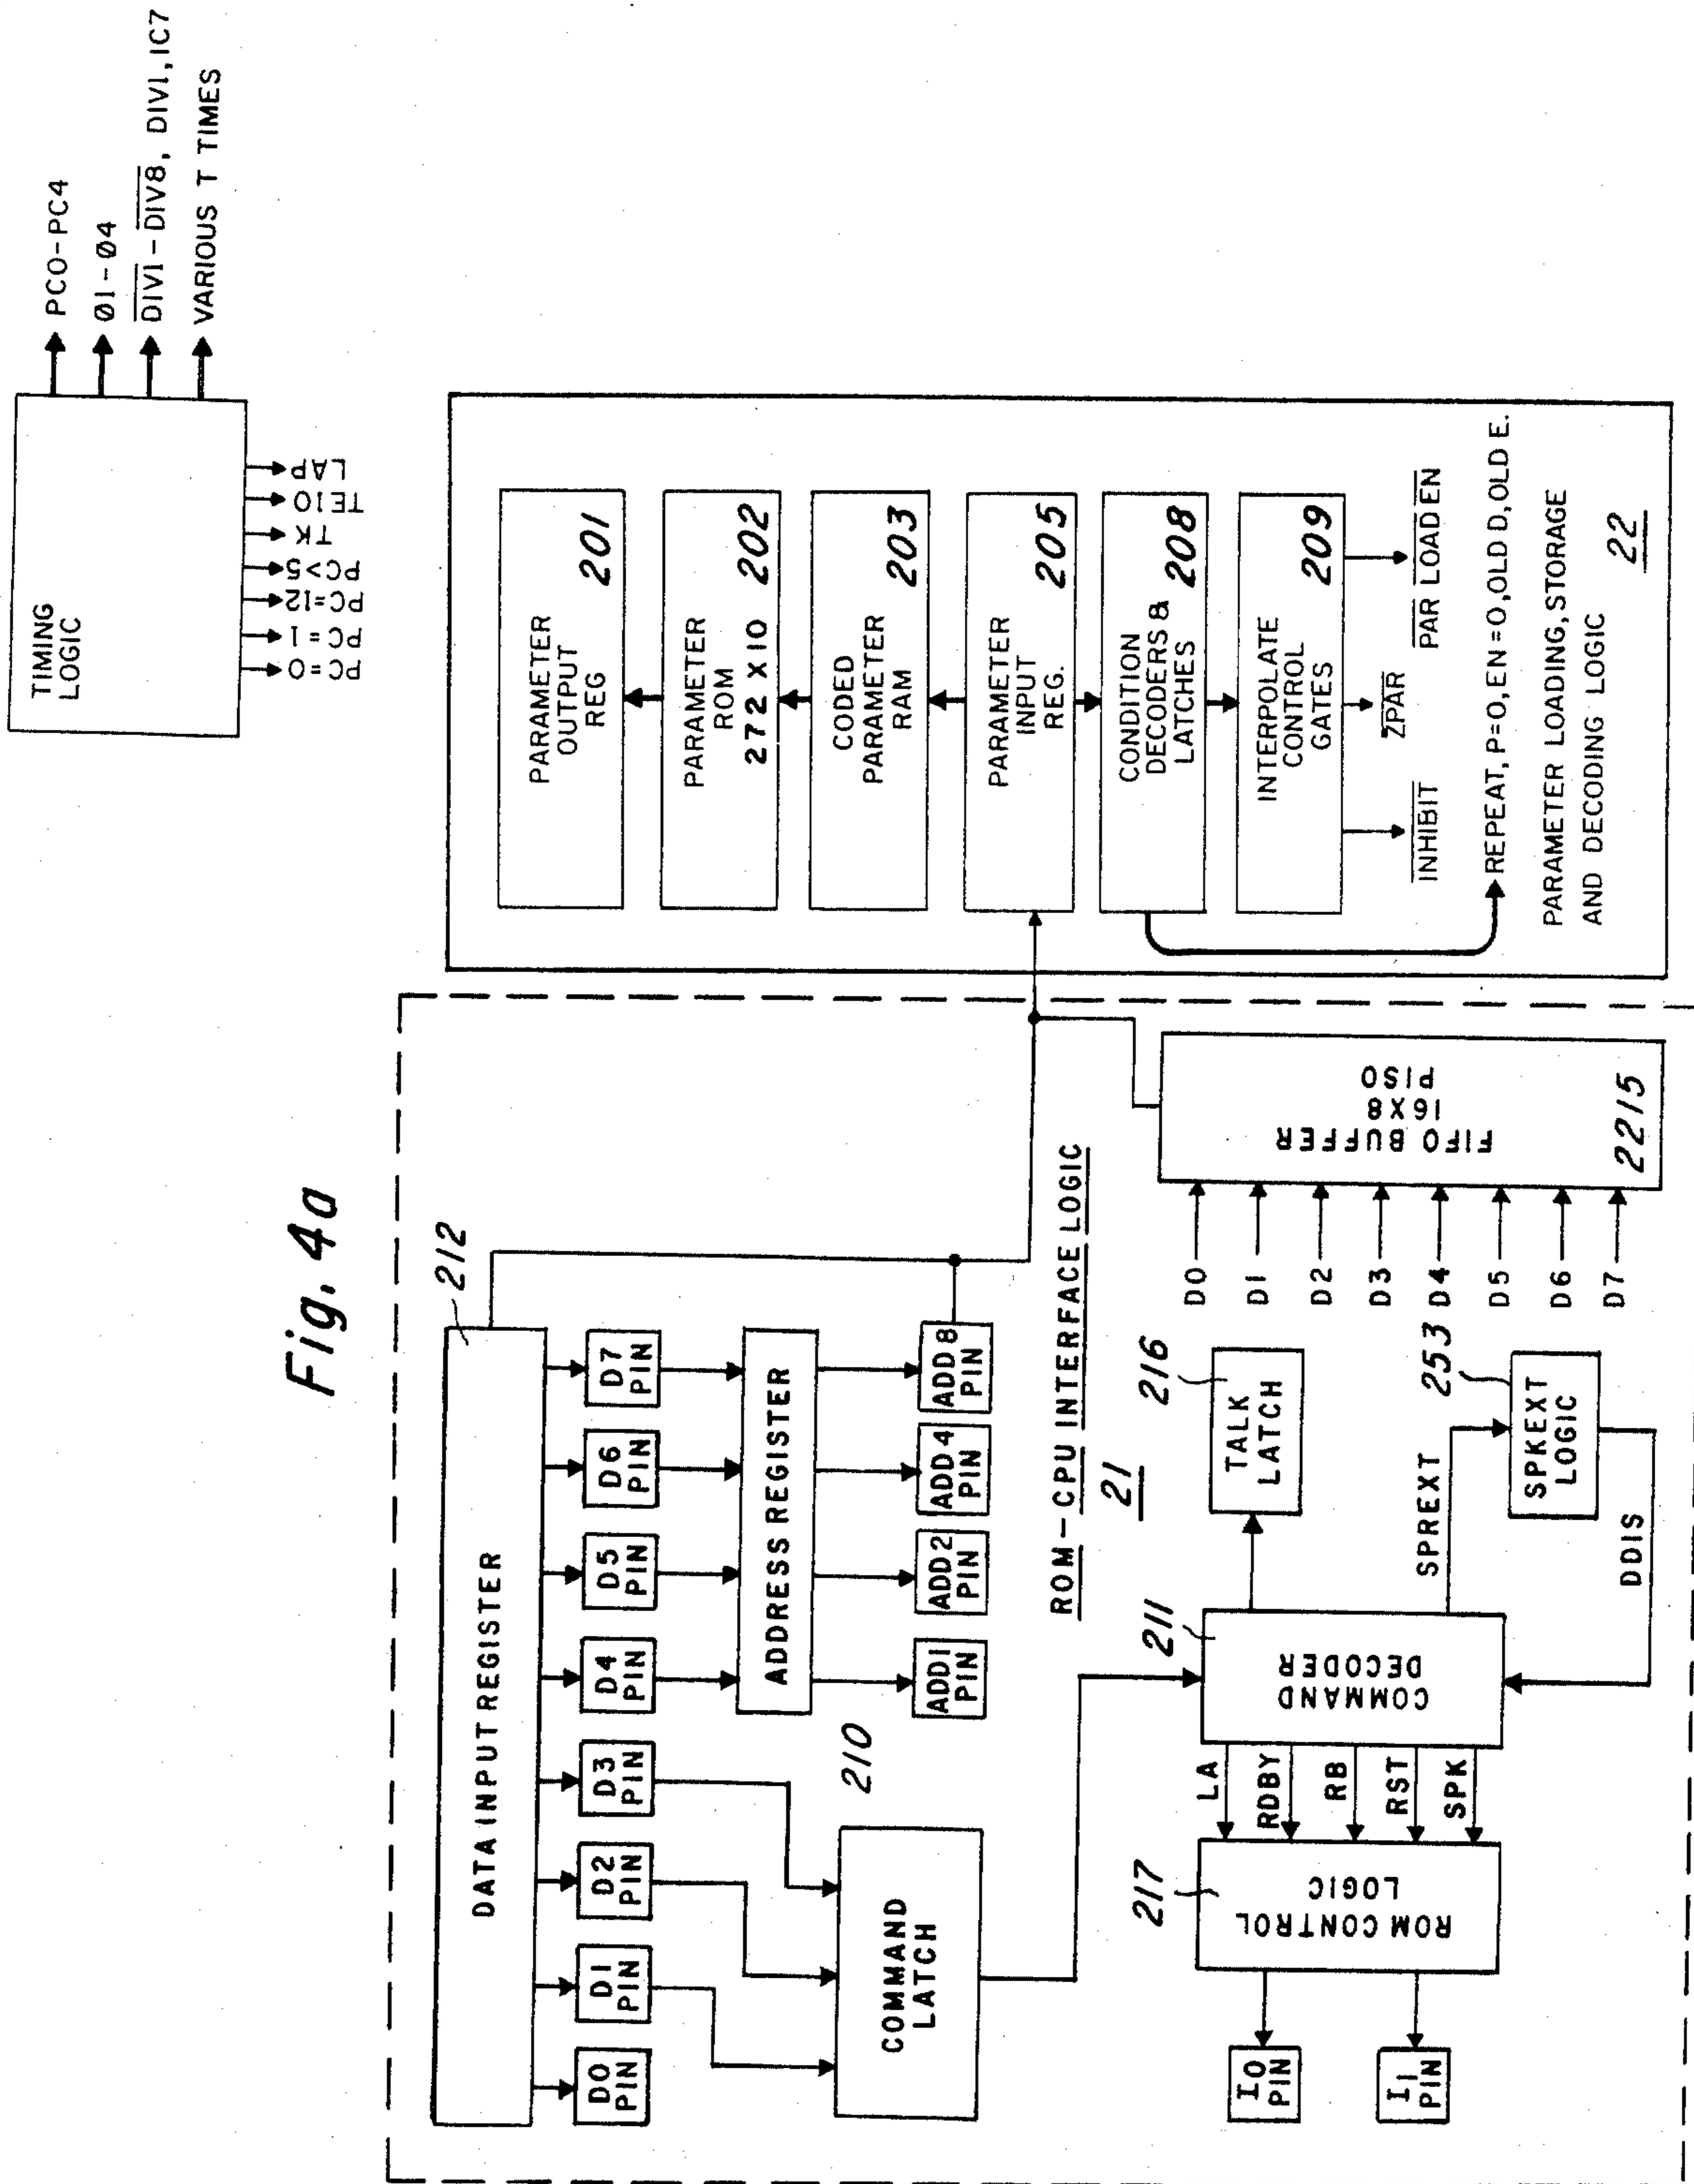 Fig. 4a
TIMING
LOGIC
PC0-PC4
Ø1-Ø4
DIV1-DIV8, DIV1, IC7
VARIOUS T TIMES
PC=0
PC=1
PC=12
PC>5
TK
TE10
LAP
212
DATA INPUT REGISTER
D0
PIN
D1
PIN
D2
PIN
D3
PIN
D4
PIN
D5
PIN
D6
PIN
D7
PIN
ADDRESS REGISTER
210
COMMAND
LATCH
ADD1
PIN
ADD2
PIN
ADD4
PIN
ADD8
PIN
ROM-CPU INTERFACE LOGIC
21
217
ROM CONTROL
LOGIC
I0
PIN
I1
PIN
LA
RDBY
RB
RST
SPK
211
COMMAND
DECODER
216
TALK
LATCH
SPREXT
253
SPKEXT
LOGIC
DDIS
D0
D1
D2
D3
D4
D5
D6
D7
FIFO BUFFER
16X8
PISO
2215
PARAMETER
OUTPUT
REG
201
PARAMETER
ROM
272 X 10
202
CODED
PARAMETER
RAM
203
PARAMETER
INPUT
REG.
205
CONDITION
DECODERS &
LATCHES
208
INTERPOLATE
CONTROL
GATES
209
INHIBIT
ZPAR
PAR LOAD EN
REPEAT, P=0, EN=0, OLD D, OLD E.
PARAMETER LOADING, STORAGE
AND DECODING LOGIC
22